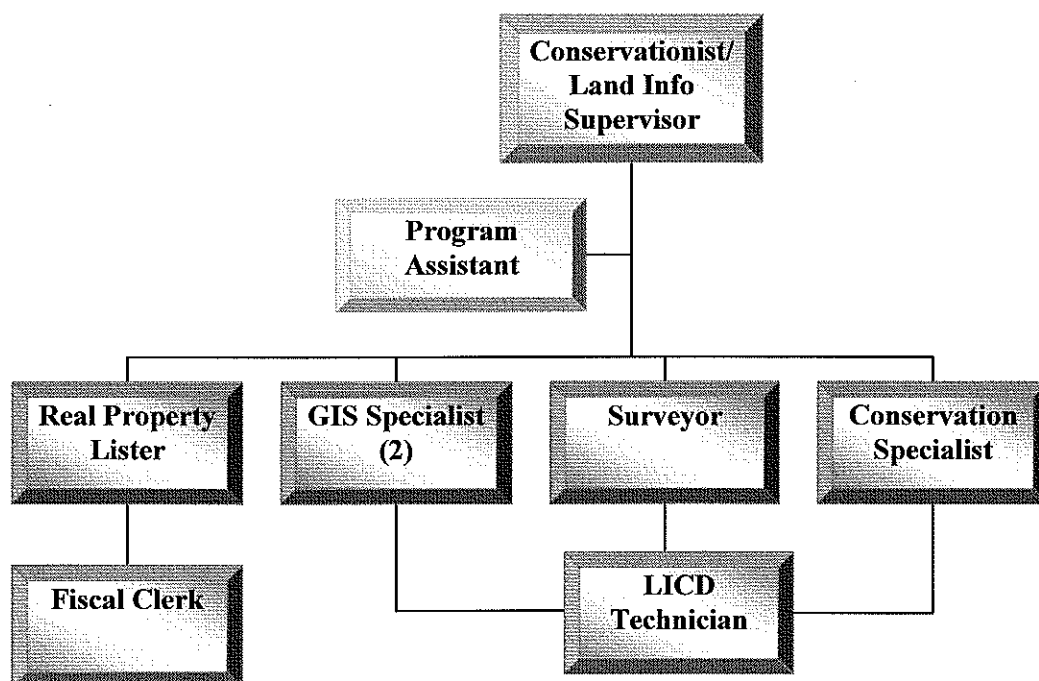 Conservationist/
Land Info
Supervisor
Program
Assistant
Real Property
Lister
GIS Specialist
(2)
Surveyor
Conservation
Specialist
Fiscal Clerk
LICD
Technician